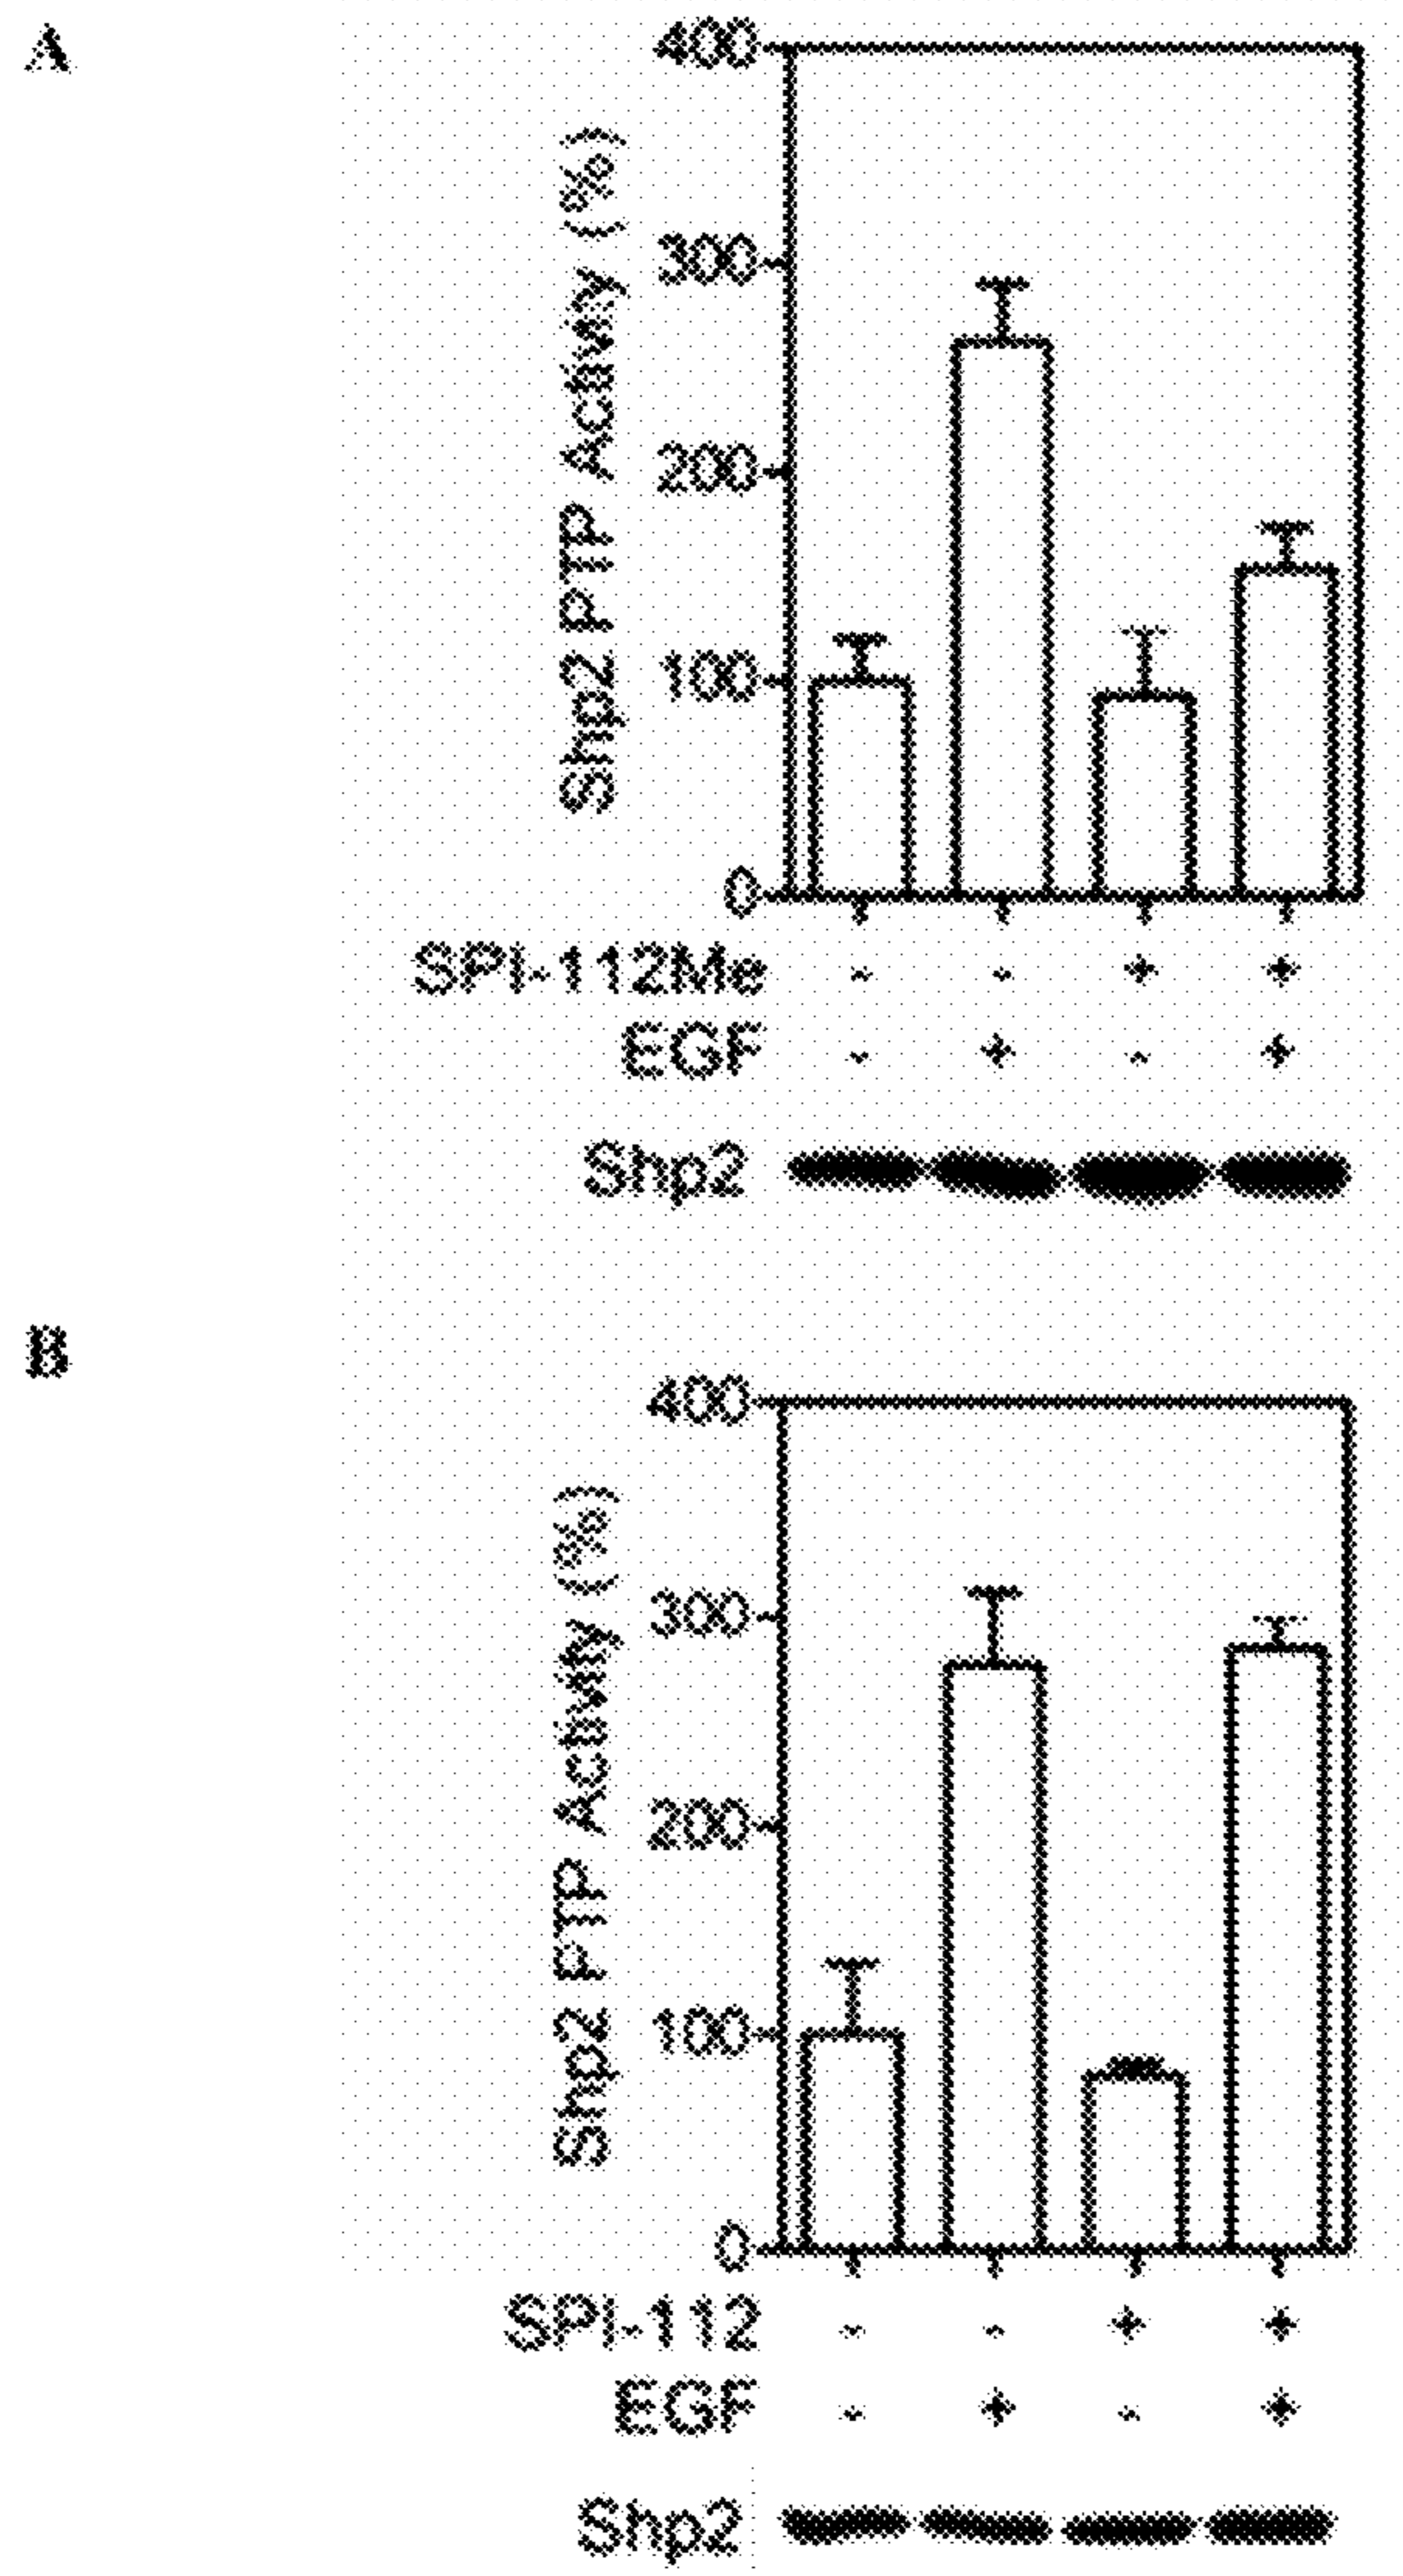 A
400
300
200
100
0
Shp2 PTP Activity (%)
SPI-112Me - - + +
EGF - + - +
Shp2
B
400
300
200
100
0
Shp2 PTP Activity (%)
SPI-112 - - + +
EGF - + - +
Shp2